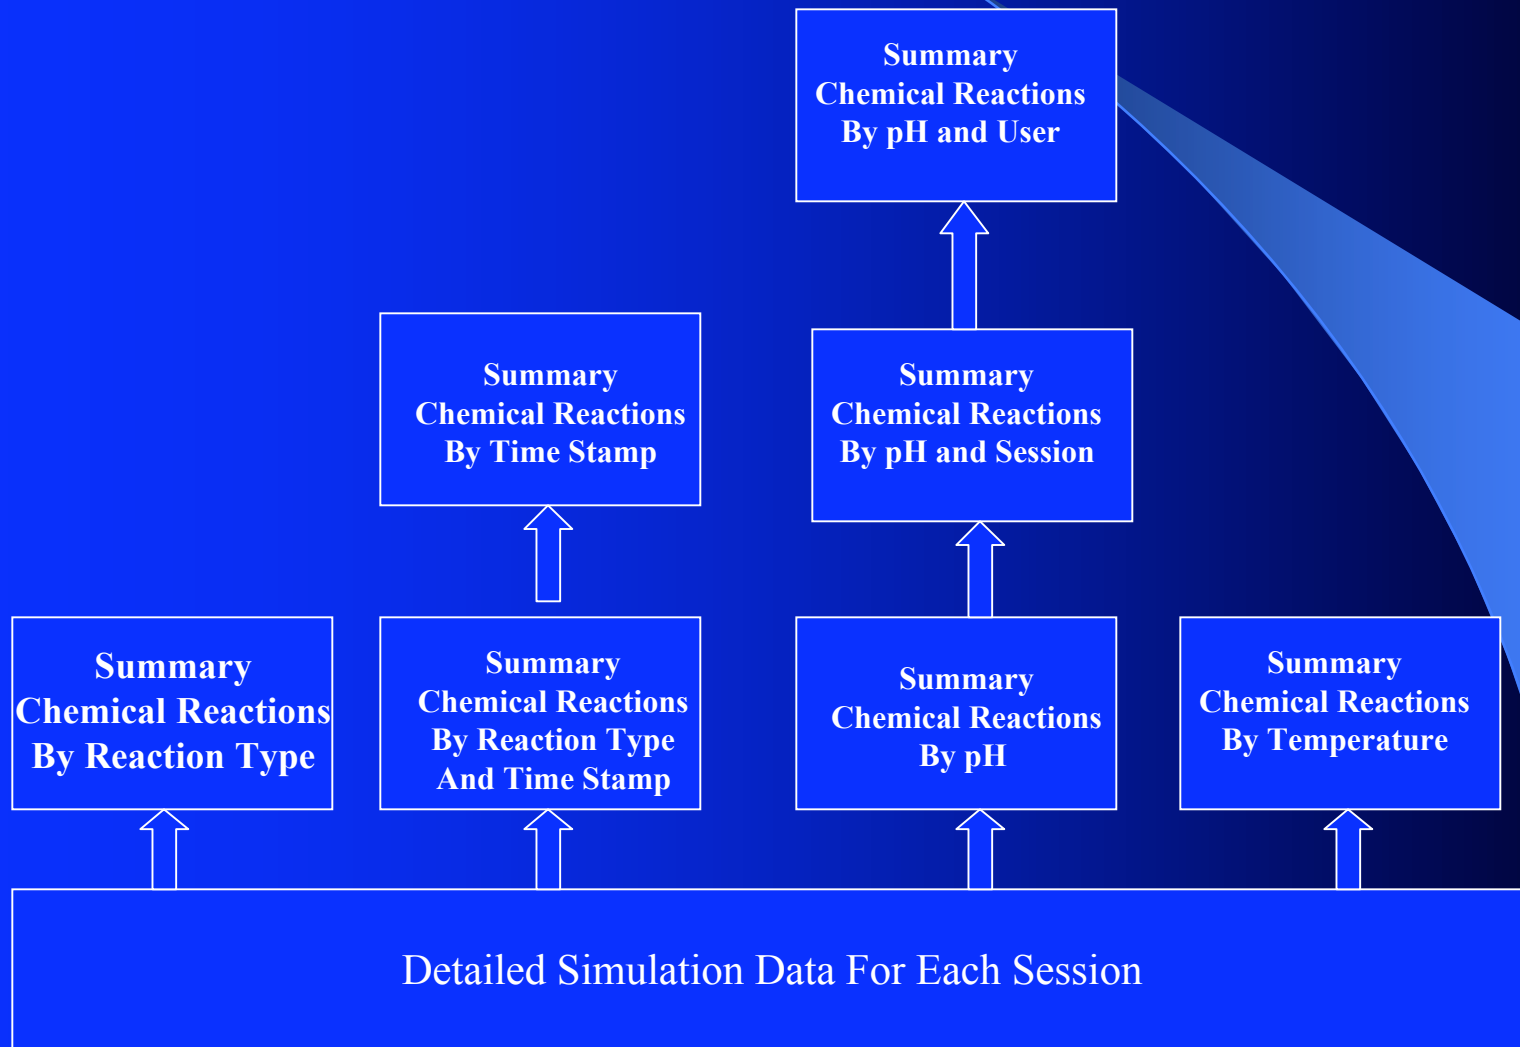 Summary
Chemical Reactions
By pH and User
Summary
Chemical Reactions
By Time Stamp
Summary
Chemical Reactions
By pH and Session
Summary
Chemical Reactions
By Reaction Type
Summary
Chemical Reactions
By Reaction Type
And Time Stamp
Summary
Chemical Reactions
By pH
Summary
Chemical Reactions
By Temperature
Detailed Simulation Data For Each Session